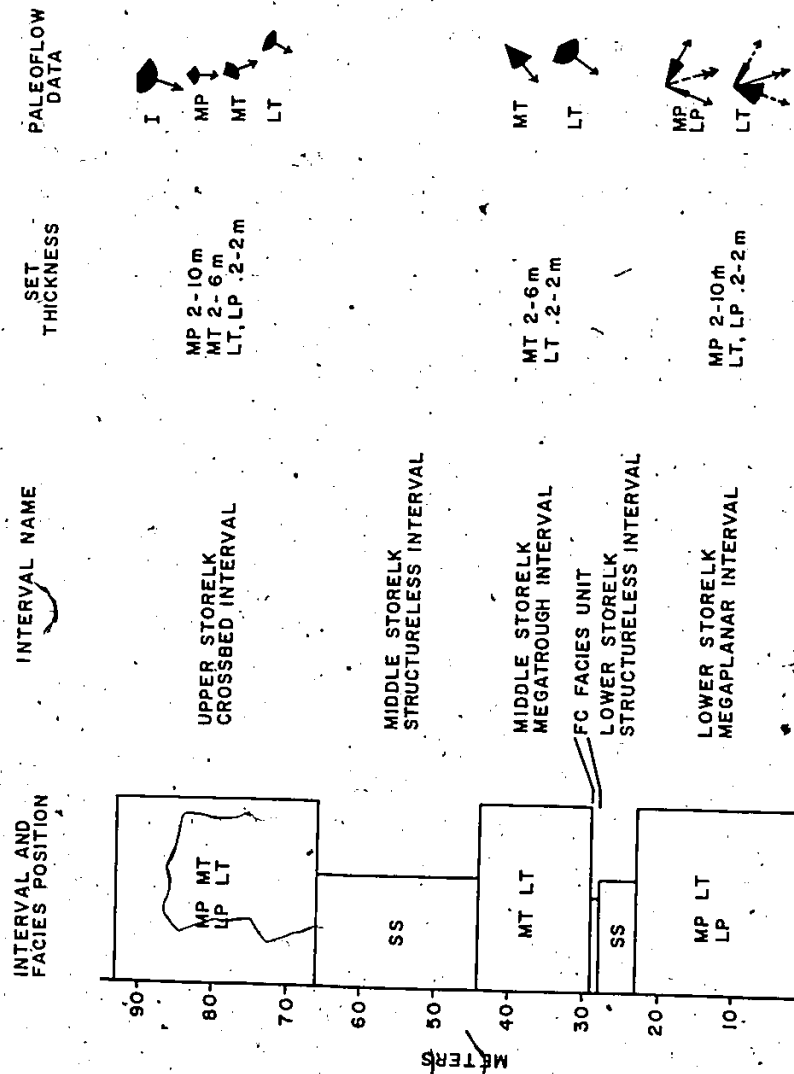 INTERVAL AND
FACIES POSITION
INTERVAL NAME
SET
THICKNESS
PALEOFLOW
DATA
METERS
90
80
70
60
50
40
30
20
10
MP MT
LP LT
UPPER STORELK
CROSSBED INTERVAL
MP 2-10m
MT 2-6m
LT, LP .2-2m
I
MP
MT
LT
SS
MIDDLE STORELK
STRUCTURELESS INTERVAL
MT LT
MIDDLE STORELK
MEGATROUGH INTERVAL
MT 2-6m
LT .2-2m
MT
LT
FC FACIES UNIT
SS
LOWER STORELK
STRUCTURELESS INTERVAL
MP LT
LP
LOWER STORELK
MEGAPLANAR INTERVAL
MP 2-10m
LT, LP .2-2m
MP
LP
LT